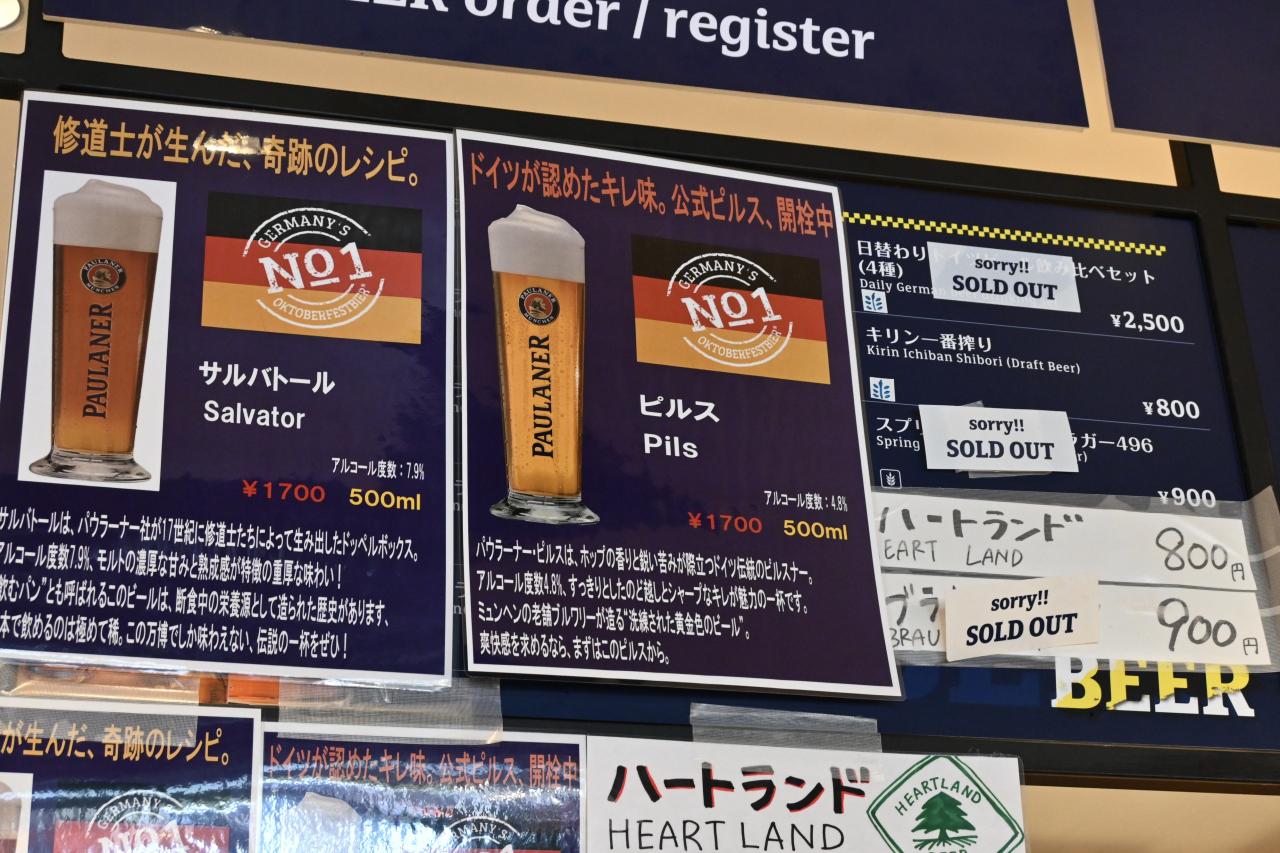 order / register
修道士が生んだ、奇跡のレシピ。
PAULANER
MÜNCHEN
PAULANER
GERMANY'S
No1
OKTOBERFESTBIER
サルバトール
Salvator
アルコール度数：7.9%
¥1700 500ml
サルバトールは、パウラーナー社が17世紀に修道士たちによって生み出したドッペルボックス。
アルコール度数7.9%、モルトの濃厚な甘みと熟成感が特徴の重厚な味わい！
飲むパン"とも呼ばれるこのビールは、断食中の栄養源として造られた歴史があります、
本で飲めるのは極めて稀。この万博でしか味わえない、伝説の一杯をぜひ！
ドイツが認めたキレ味。公式ピルス、開栓中
PAULANER
GERMANY'S
No1
OKTOBERFESTBIER
ピルス
Pils
アルコール度数：4.8%
¥1700 500ml
パウラーナー・ピルスは、ホップの香りと鋭い苦みが際立つドイツ伝統のピルスナー。
アルコール度数4.8%、すっきりとしたのど越しとシャープなキレが魅力の一杯です。
ミュンヘンの老舗ブルワリーが造る"洗練された黄金色のビール"。
爽快感を求めるなら、まずはこのピルスから。
日替わり 飲み比べセット
(4種)
Daily German
sorry!!
SOLD OUT
¥2,500
キリン一番搾り
Kirin Ichiban Shibori (Draft Beer)
¥800
スプリ ラガー496
Spring
sorry!!
SOLD OUT
¥900
ハートランド
EART LAND
800円
ブラ
BRAU
sorry!!
SOLD OUT
900円
BEER
が生んだ、奇跡のレシピ。
GERMANY'S
No1
ドイツが認めたキレ味。公式ピルス、開栓中
GERMANY'S
ハートランド
HEART LAND
HEARTLAND